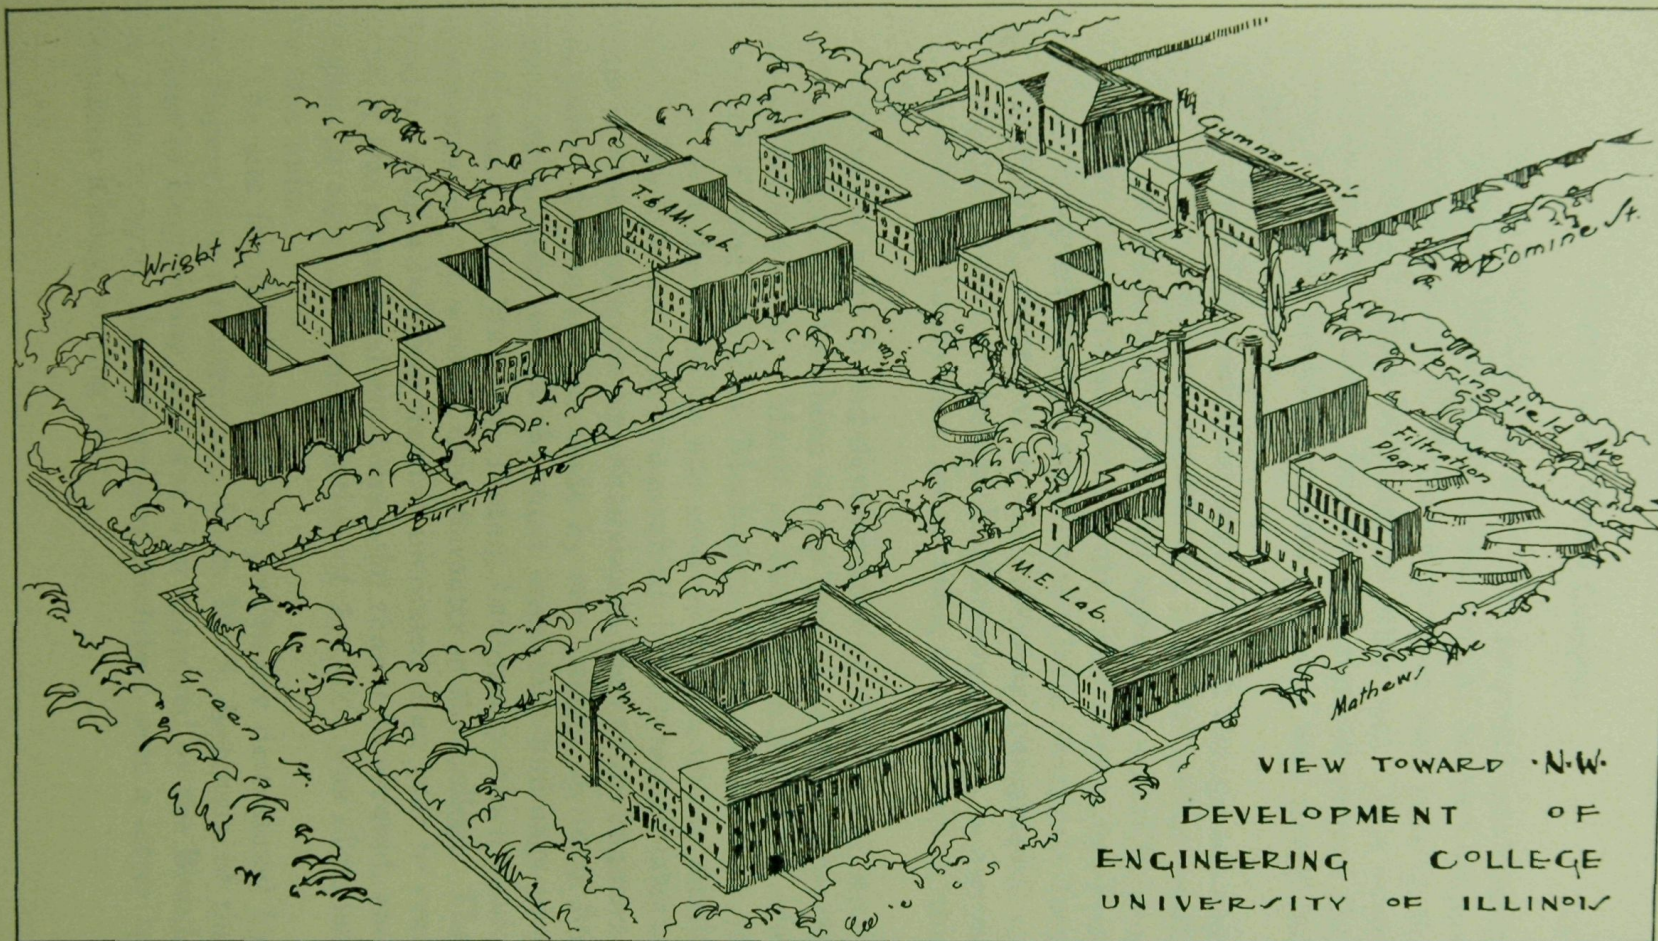 Gymnasium's
T.&A.M. Lab.
Wright St.
Romine St.
Springfield Ave
Filtration
Plant
Burrill Ave
M.E. Lab.
Physics
Green St.
Mathews Ave
VIEW TOWARD N.W.
DEVELOPMENT OF
ENGINEERING COLLEGE
UNIVERSITY OF ILLINOIS